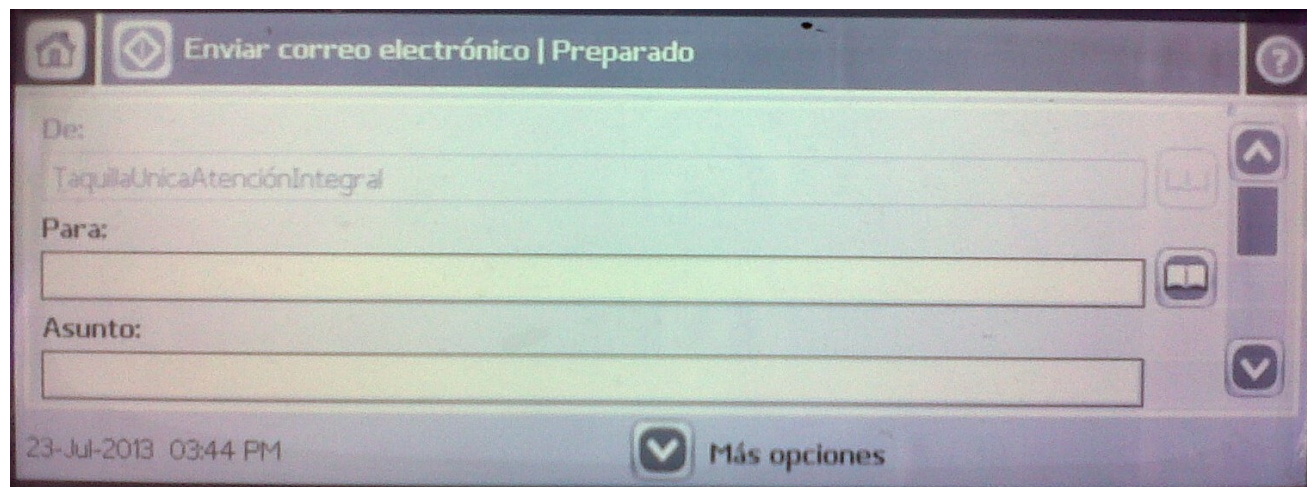 Enviar correo electrónico | Preparado
?
De:
TaquillaUnicaAtenciónIntegral
Para:
Asunto:
23-Jul-2013 03:44 PM
Más opciones